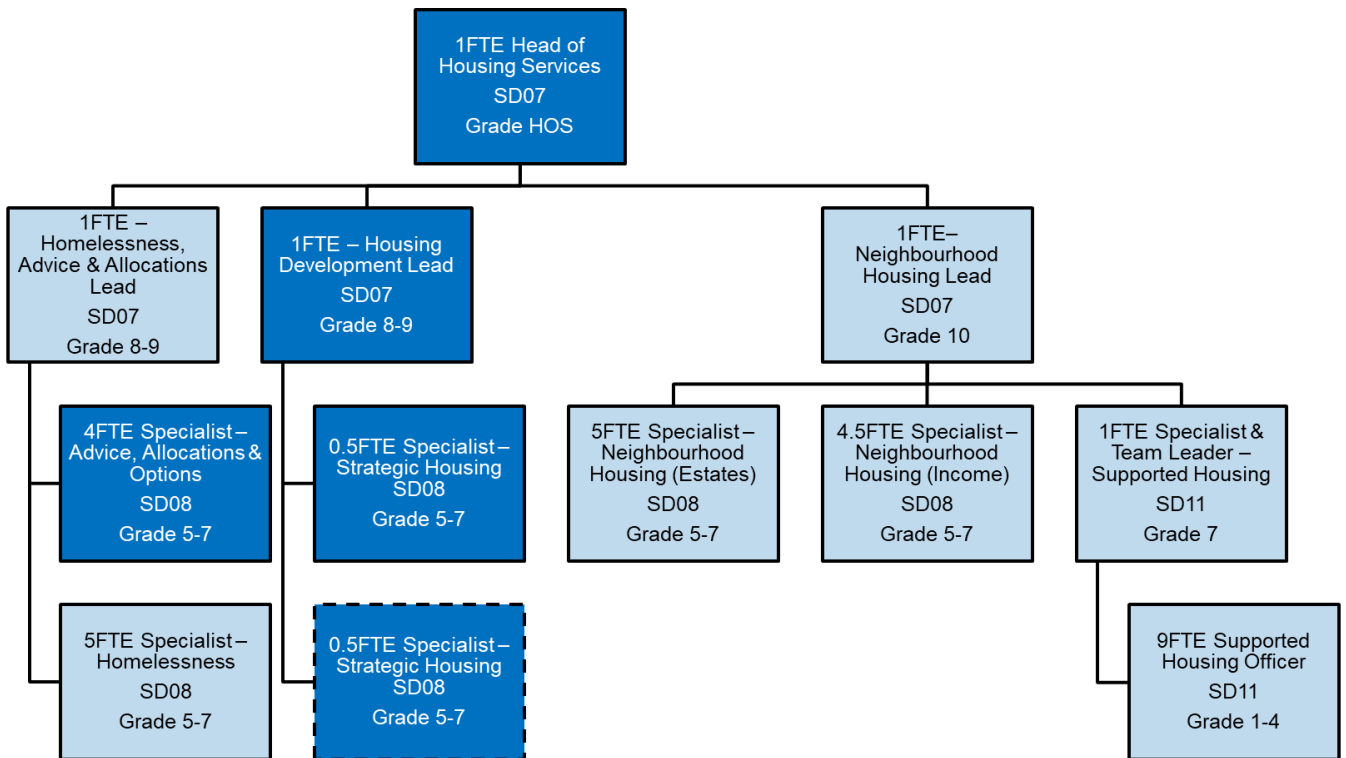 1FTE Head of
Housing Services
SD07
Grade HOS
1FTE –
Homelessness,
Advice & Allocations
Lead
SD07
Grade 8-9
1FTE – Housing
Development Lead
SD07
Grade 8-9
1FTE–
Neighbourhood
Housing Lead
SD07
Grade 10
4FTE Specialist –
Advice, Allocations &
Options
SD08
Grade 5-7
0.5FTE Specialist –
Strategic Housing
SD08
Grade 5-7
5FTE Specialist –
Neighbourhood
Housing (Estates)
SD08
Grade 5-7
4.5FTE Specialist –
Neighbourhood
Housing (Income)
SD08
Grade 5-7
1FTE Specialist &
Team Leader –
Supported Housing
SD11
Grade 7
5FTE Specialist –
Homelessness
SD08
Grade 5-7
0.5FTE Specialist –
Strategic Housing
SD08
Grade 5-7
9FTE Supported
Housing Officer
SD11
Grade 1-4